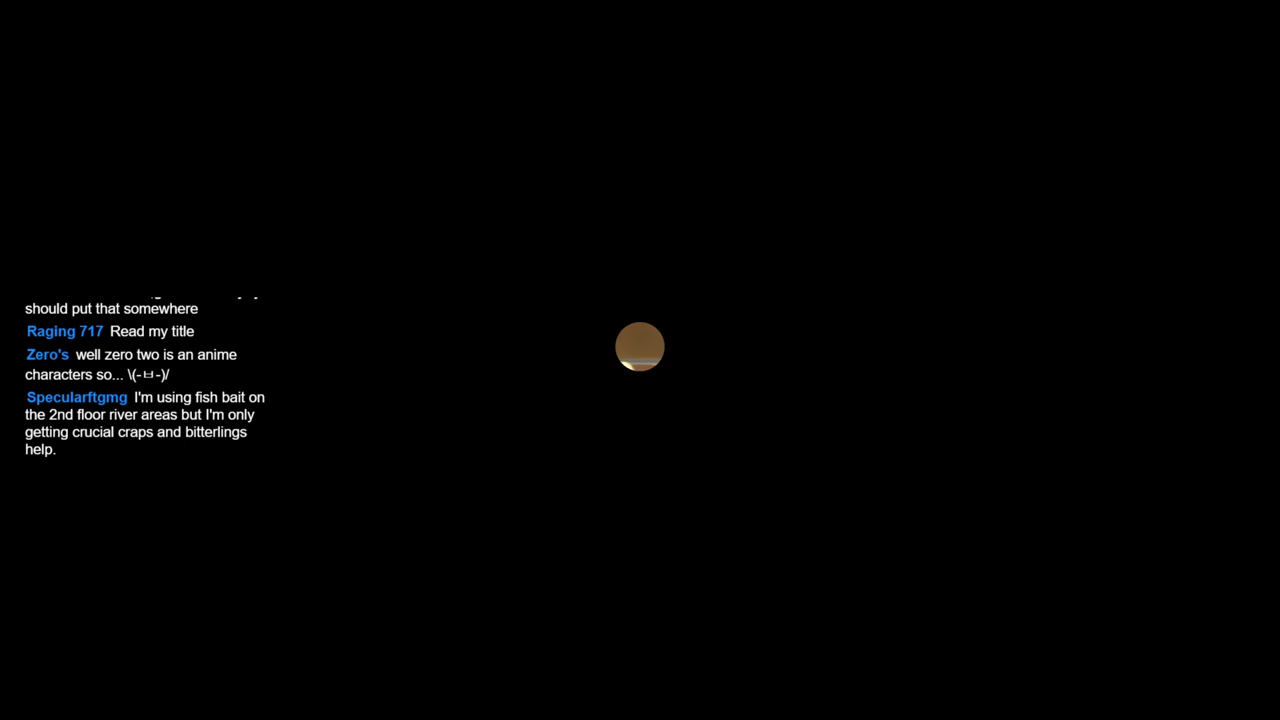 should put that somewhere
Raging 717 Read my title
Zero's well zero two is an anime
characters so... \(-ㅂ-)/
Specularftgmg I'm using fish bait on
the 2nd floor river areas but I'm only
getting crucial craps and bitterlings
help.